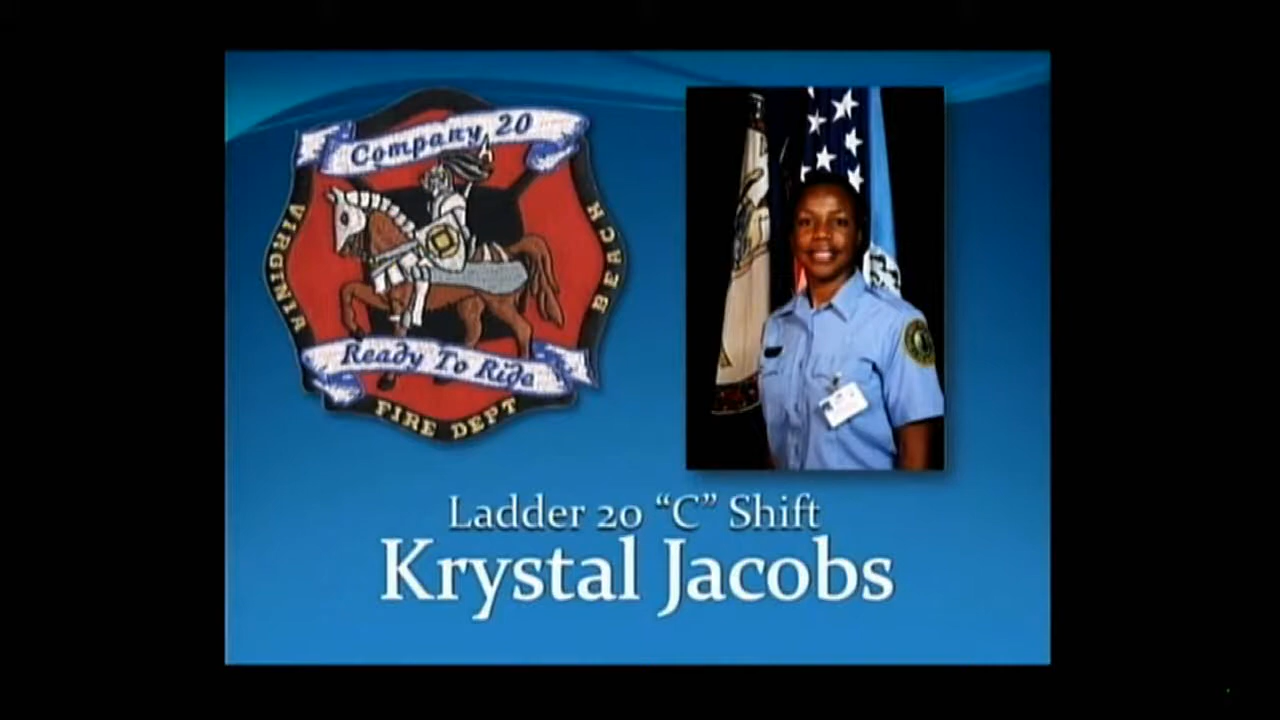 Company 20
VIRGINIA
BEACH
Ready To Ride
FIRE DEPT
Ladder 20 “C” Shift
Krystal Jacobs